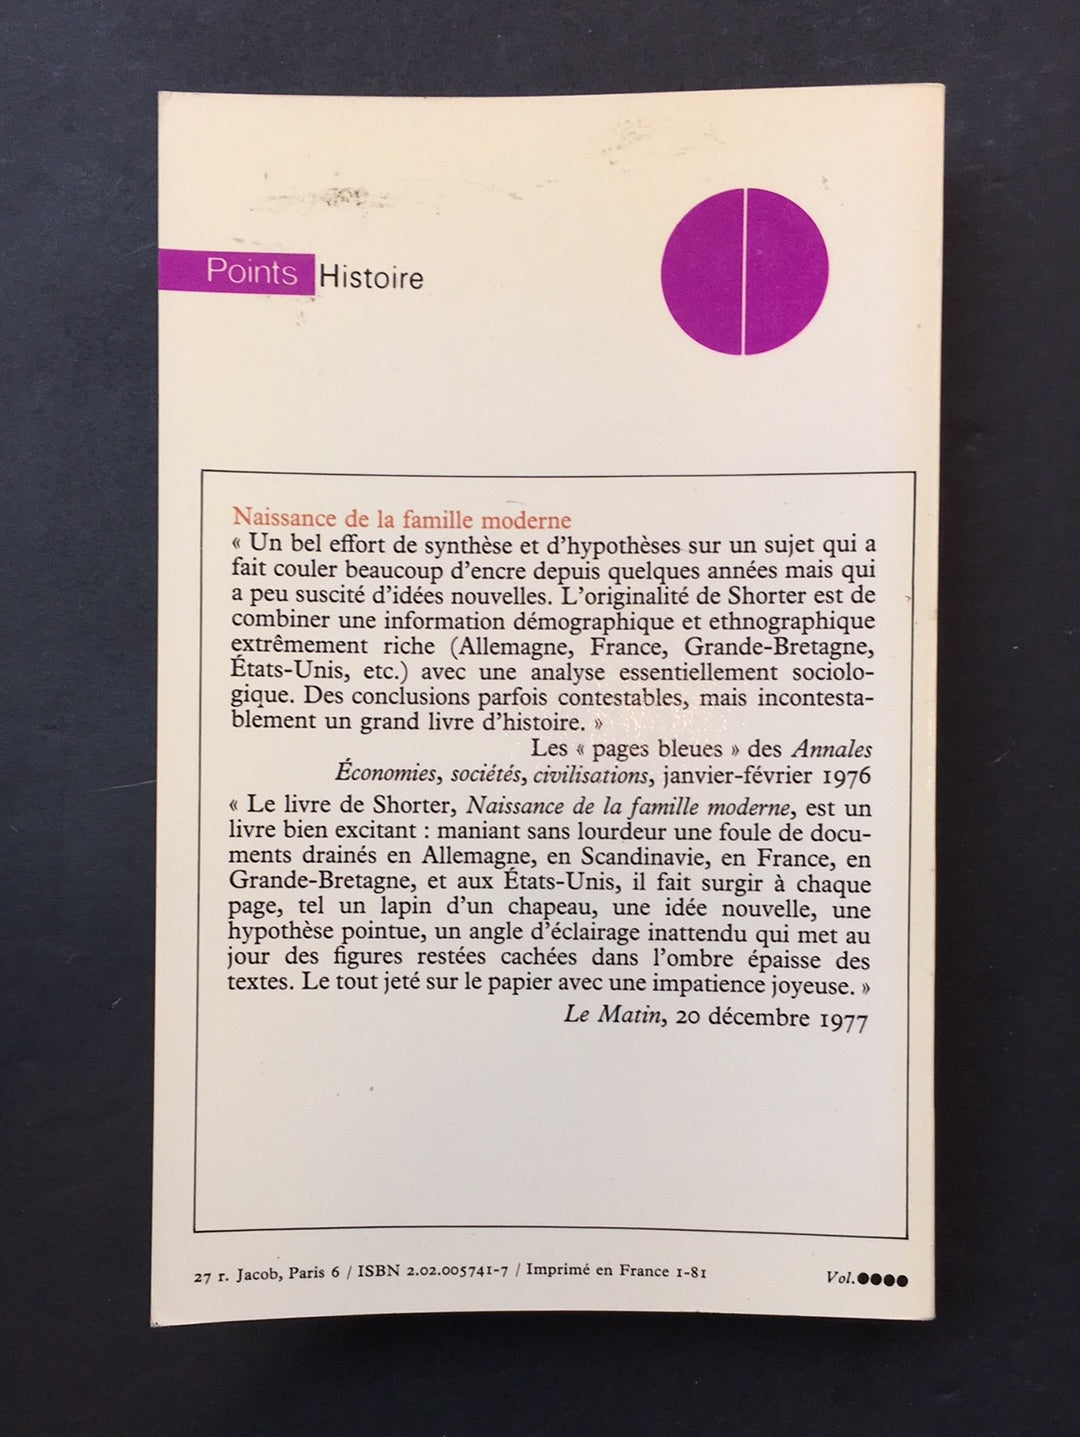 Points Histoire
Naissance de la famille moderne
« Un bel effort de synthèse et d'hypothèses sur un sujet qui a
fait couler beaucoup d'encre depuis quelques années mais qui
a peu suscité d'idées nouvelles. L'originalité de Shorter est de
combiner une information démographique et ethnographique
extrêmement riche (Allemagne, France, Grande-Bretagne,
États-Unis, etc.) avec une analyse essentiellement sociolo-
gique. Des conclusions parfois contestables, mais incontesta-
blement un grand livre d'histoire. »
Les « pages bleues » des Annales
Économies, sociétés, civilisations, janvier-février 1976
« Le livre de Shorter, Naissance de la famille moderne, est un
livre bien excitant : maniant sans lourdeur une foule de docu-
ments drainés en Allemagne, en Scandinavie, en France, en
Grande-Bretagne, et aux États-Unis, il fait surgir à chaque
page, tel un lapin d'un chapeau, une idée nouvelle, une
hypothèse pointue, un angle d'éclairage inattendu qui met au
jour des figures restées cachées dans l'ombre épaisse des
textes. Le tout jeté sur le papier avec une impatience joyeuse. »
Le Matin, 20 décembre 1977
27 r. Jacob, Paris 6 / ISBN 2.02.005741-7 / Imprimé en France 1-81
Vol.●●●●